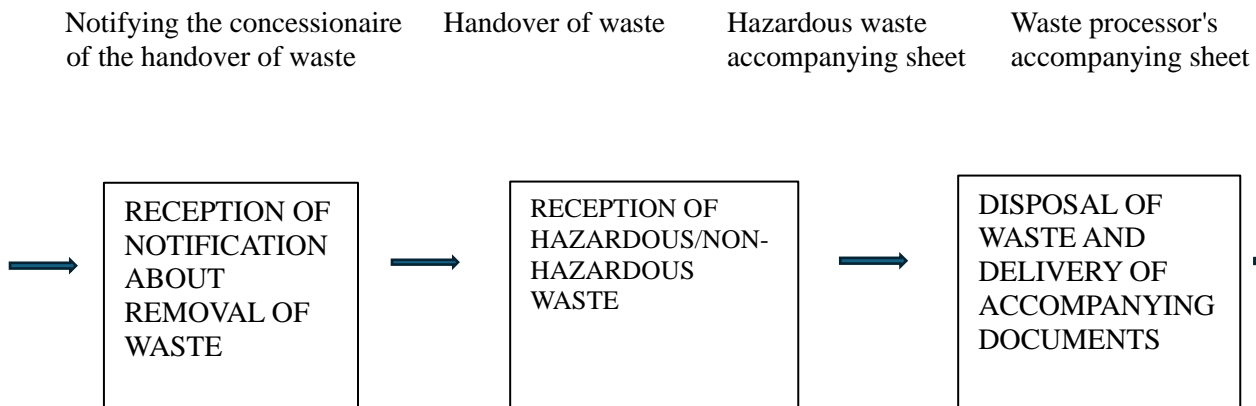 Notifying the concessionaire
of the handover of waste
Handover of waste
Hazardous waste
accompanying sheet
Waste processor's
accompanying sheet
RECEPTION OF
NOTIFICATION
ABOUT
REMOVAL OF
WASTE
RECEPTION OF
HAZARDOUS/NON-
HAZARDOUS
WASTE
DISPOSAL OF
WASTE AND
DELIVERY OF
ACCOMPANYING
DOCUMENTS